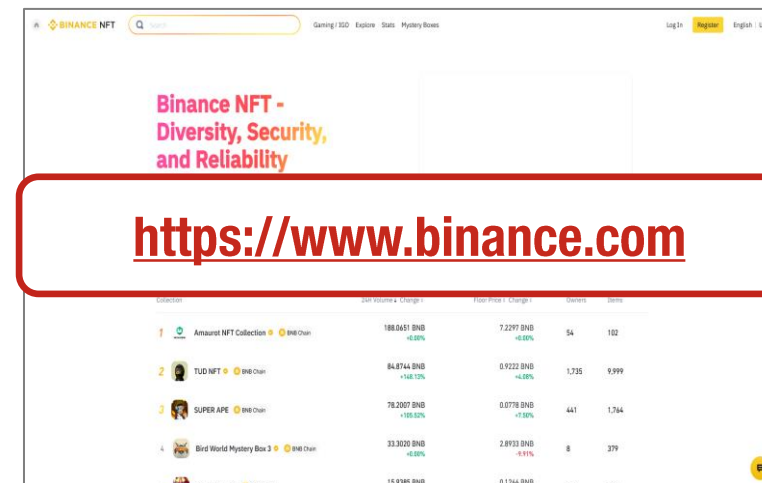 BINANCE NFT
Search
Gaming / IGO Explore Stats Mystery Boxes
Log In Register English
Binance NFT -
Diversity, Security,
and Reliability
https://www.binance.com
Collection 24H Volume Change Floor Price Change Owners Items
1 Amaurot NFT Collection BNB Chain 188.0651 BNB 7.2297 BNB 54 102
+0.00% +0.00%
2 TUD NFT BNB Chain 84.8744 BNB 0.9222 BNB 1,735 9,999
+148.12% +4.08%
3 SUPER APE BNB Chain 78.2007 BNB 0.0778 BNB 441 1,764
+105.52% +7.50%
4 Bird World Mystery Box 3 BNB Chain 33.3020 BNB 2.8933 BNB 8 379
+0.00% -9.91%